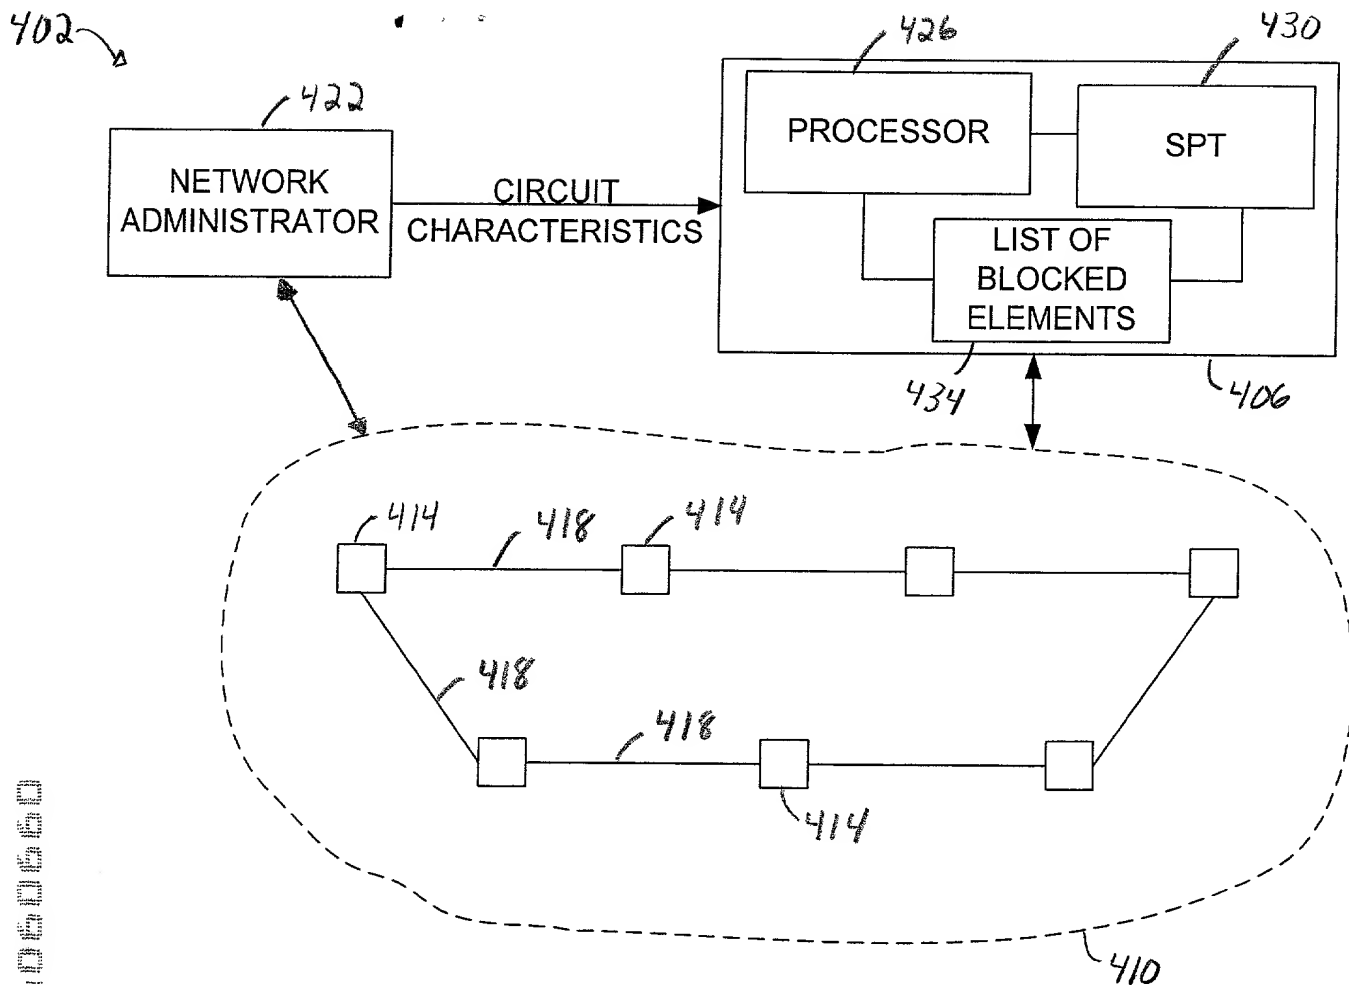 402
422
NETWORK
ADMINISTRATOR
CIRCUIT
CHARACTERISTICS
426
430
PROCESSOR
SPT
LIST OF
BLOCKED
ELEMENTS
434
406
414
418
414
418
418
414
410